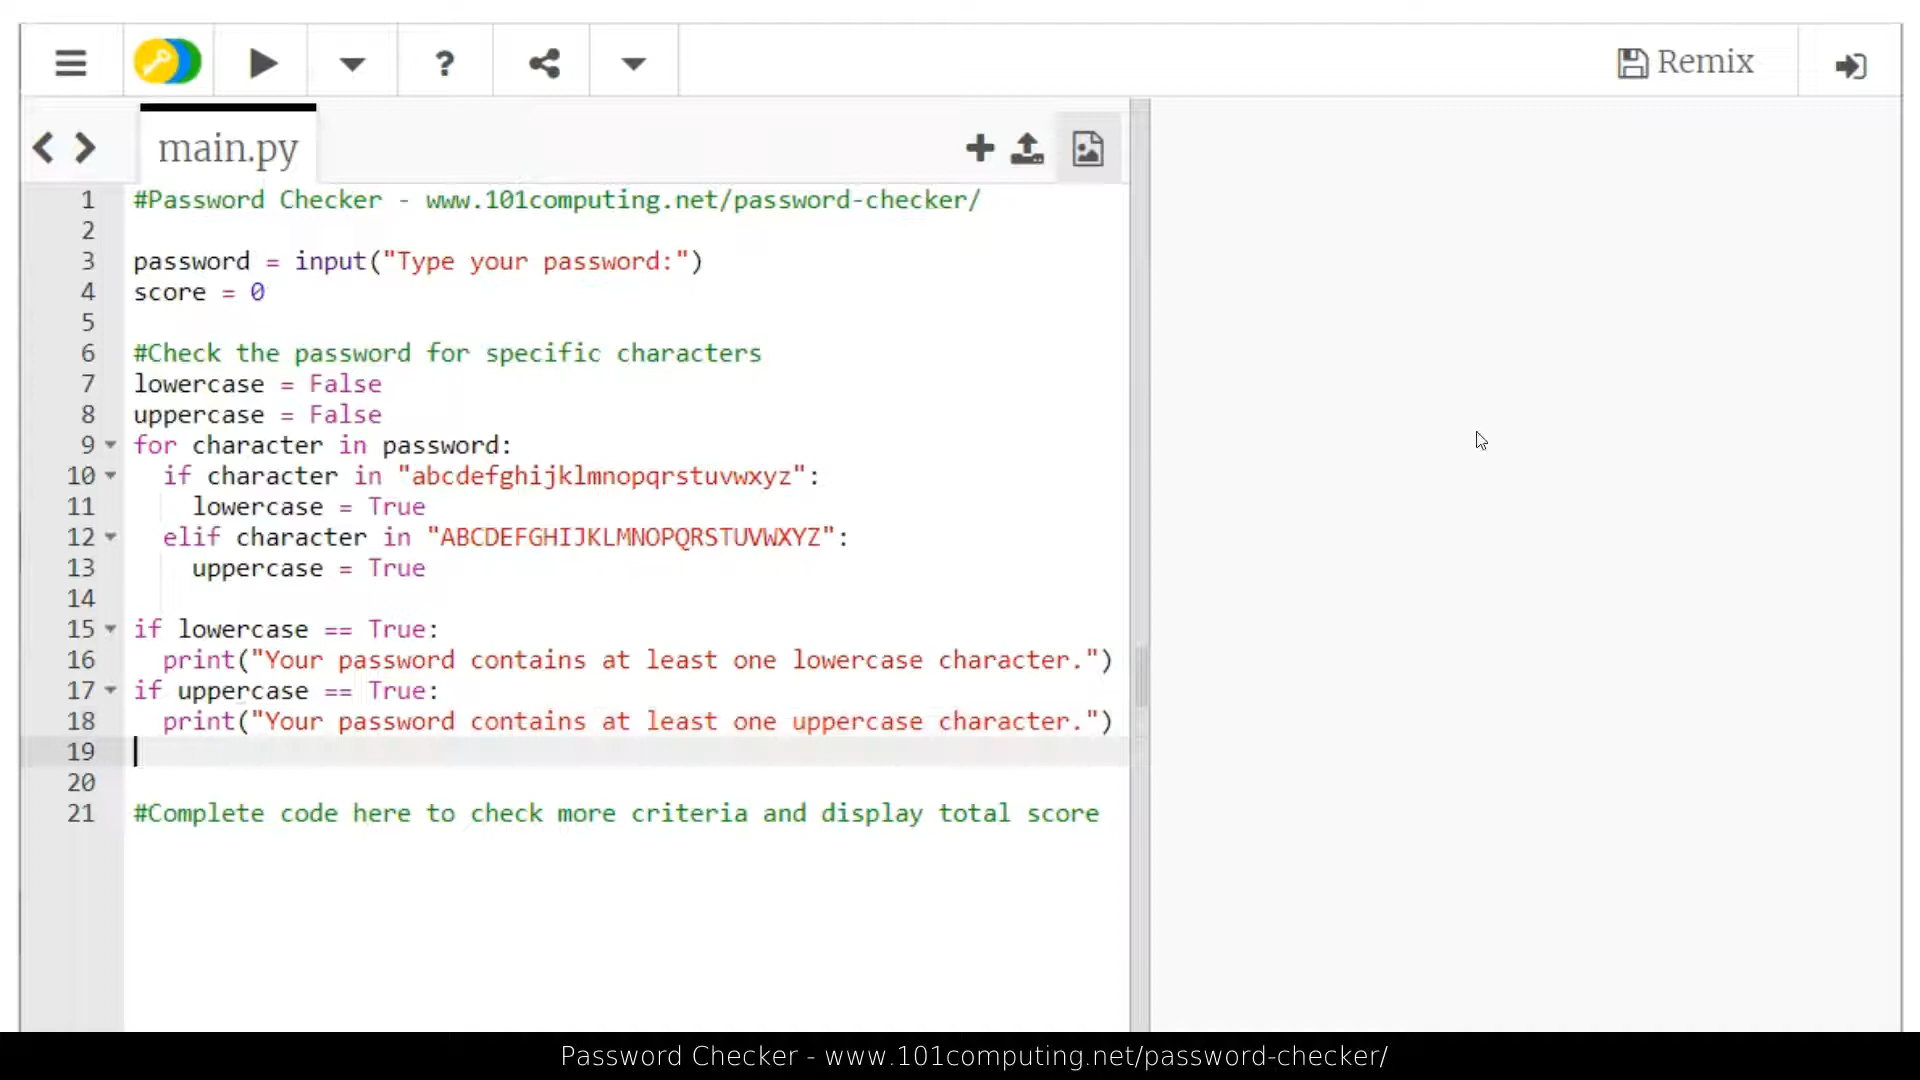 Remix
main.py
1 #Password Checker - www.101computing.net/password-checker/
2
3 password = input("Type your password:")
4 score = 0
5
6 #Check the password for specific characters
7 lowercase = False
8 uppercase = False
9 for character in password:
10   if character in "abcdefghijklmnopqrstuvwxyz":
11     lowercase = True
12   elif character in "ABCDEFGHIJKLMNOPQRSTUVWXYZ":
13     uppercase = True
14
15 if lowercase == True:
16   print("Your password contains at least one lowercase character.")
17 if uppercase == True:
18   print("Your password contains at least one uppercase character.")
19
20
21 #Complete code here to check more criteria and display total score
Password Checker - www.101computing.net/password-checker/